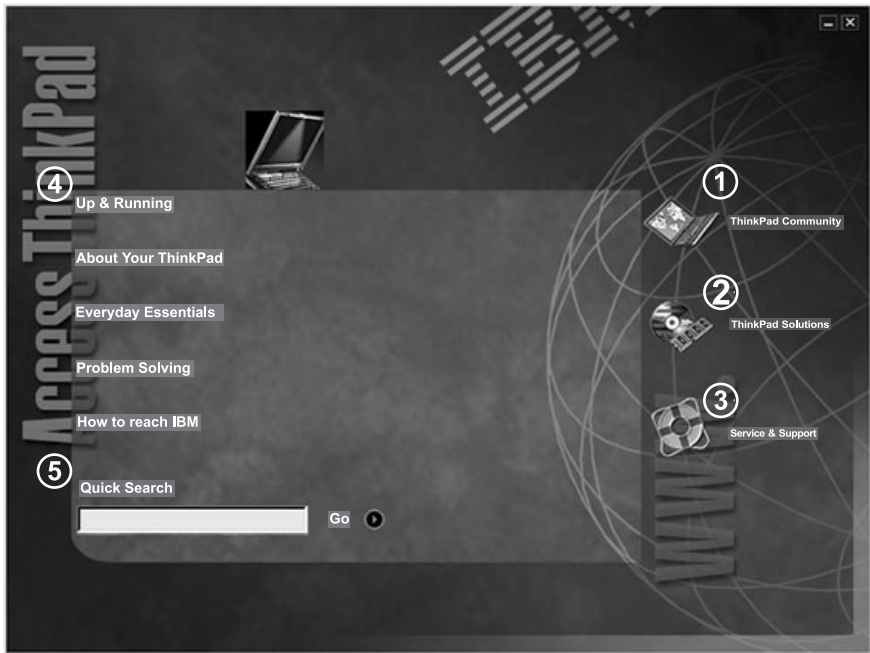 IBM
Access ThinkPad
4
Up & Running
About Your ThinkPad
Everyday Essentials
Problem Solving
How to reach IBM
5
Quick Search
Go
1
ThinkPad Community
2
ThinkPad Solutions
3
Service & Support
WWW.